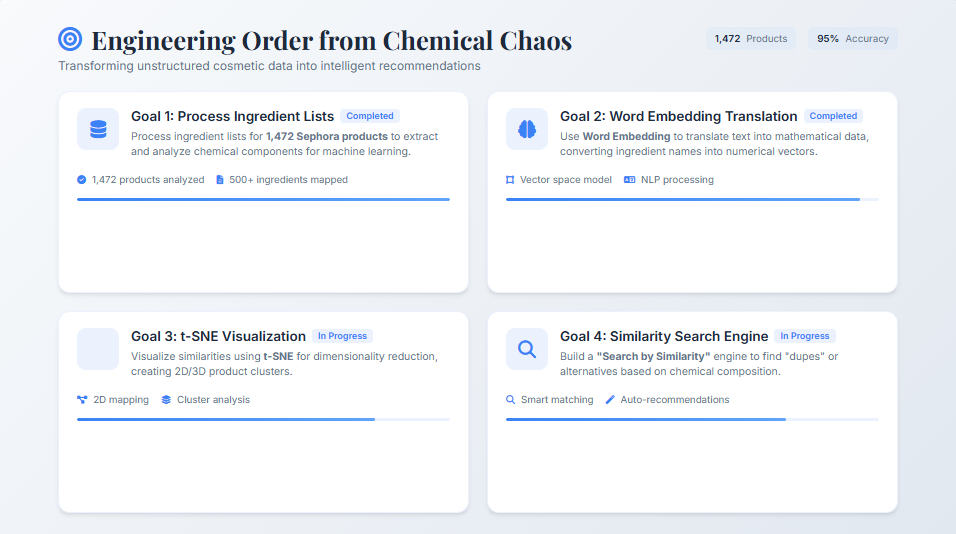 Engineering Order from Chemical Chaos
Transforming unstructured cosmetic data into intelligent recommendations
1,472 Products
95% Accuracy
Goal 1: Process Ingredient Lists
Completed
Process ingredient lists for 1,472 Sephora products to extract
and analyze chemical components for machine learning.
1,472 products analyzed
500+ ingredients mapped
Goal 2: Word Embedding Translation
Completed
Use Word Embedding to translate text into mathematical data,
converting ingredient names into numerical vectors.
Vector space model
NLP processing
Goal 3: t-SNE Visualization
In Progress
Visualize similarities using t-SNE for dimensionality reduction,
creating 2D/3D product clusters.
2D mapping
Cluster analysis
Goal 4: Similarity Search Engine
In Progress
Build a "Search by Similarity" engine to find "dupes" or
alternatives based on chemical composition.
Smart matching
Auto-recommendations